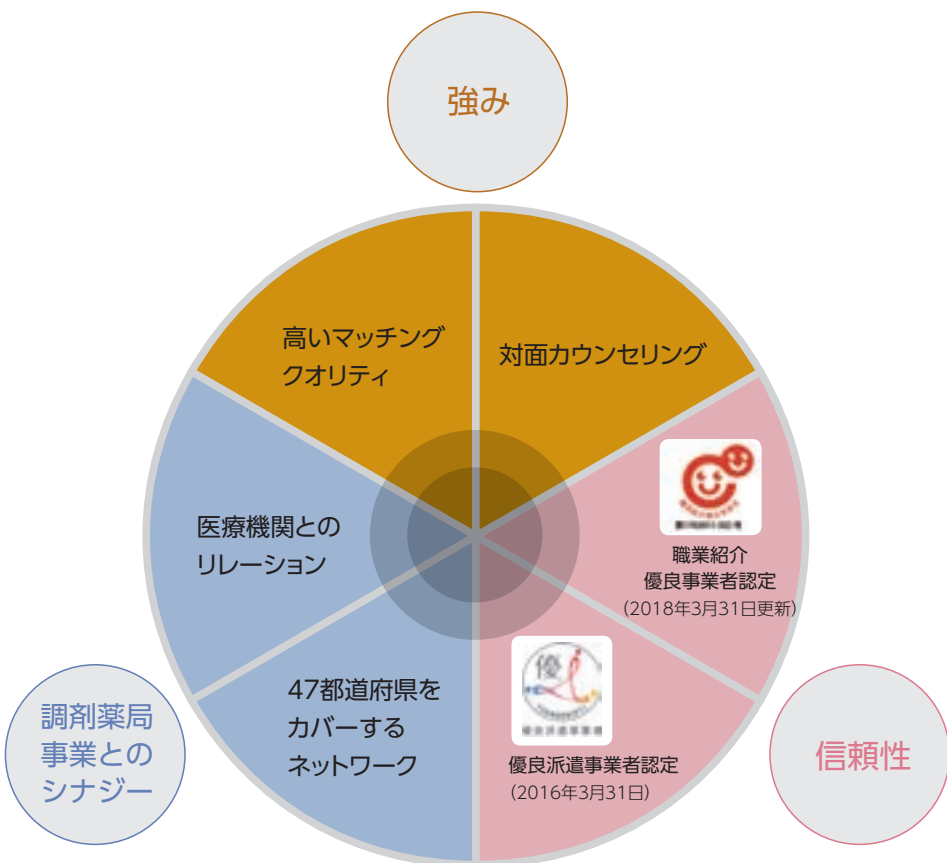 強み
高いマッチング
クオリティ
対面カウンセリング
医療機関との
リレーション
職業紹介
優良事業者認定
(2018年3月31日更新)
47都道府県を
カバーする
ネットワーク
優
優良派遣事業者認定
(2016年3月31日)
調剤薬局
事業との
シナジー
信頼性